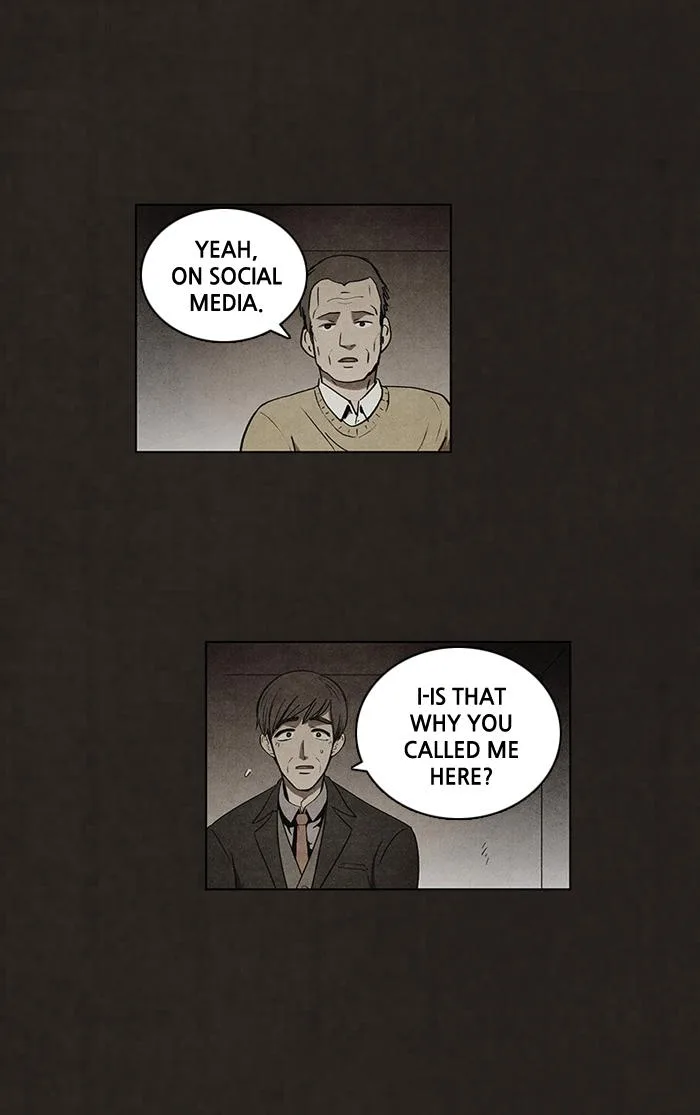 YEAH,
ON SOCIAL
MEDIA.
I-IS THAT
WHY YOU
CALLED ME
HERE?